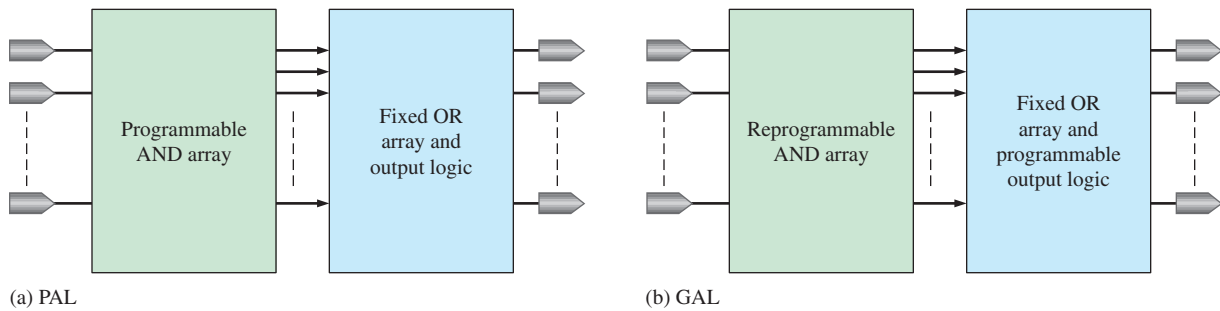 Programmable
AND array
Fixed OR
array and
output logic
(a) PAL
Reprogrammable
AND array
Fixed OR
array and
programmable
output logic
(b) GAL